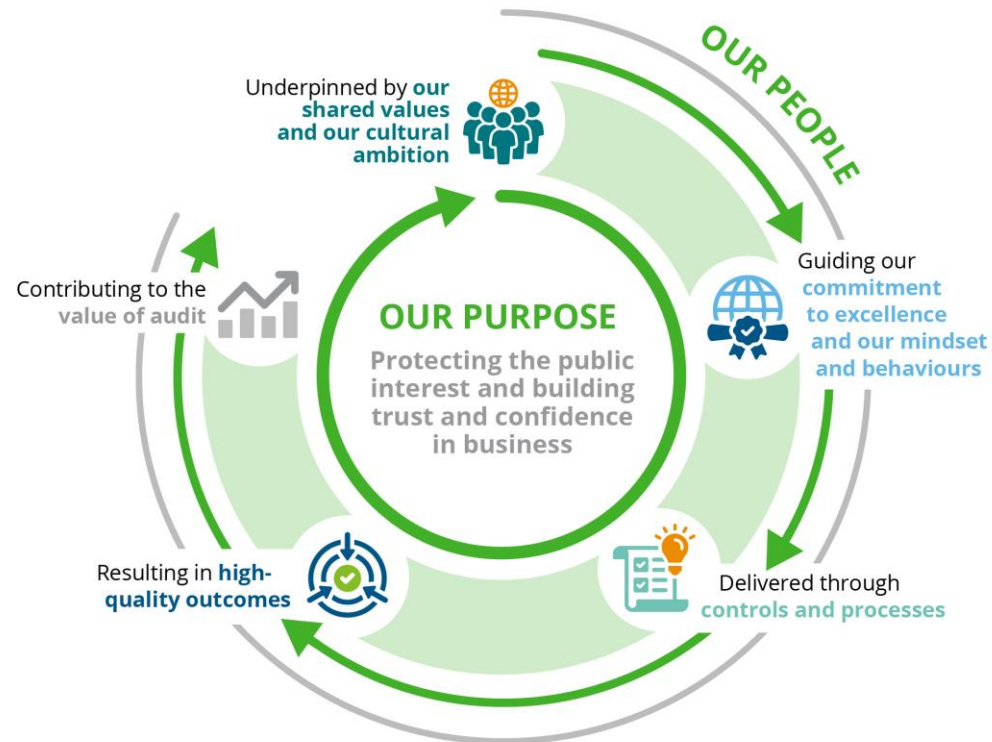 OUR PEOPLE
Underpinned by our
shared values
and our cultural
ambition
Guiding our
commitment
to excellence
and our mindset
and behaviours
Delivered through
controls and processes
Resulting in high-
quality outcomes
Contributing to the
value of audit
OUR PURPOSE
Protecting the public
interest and building
trust and confidence
in business